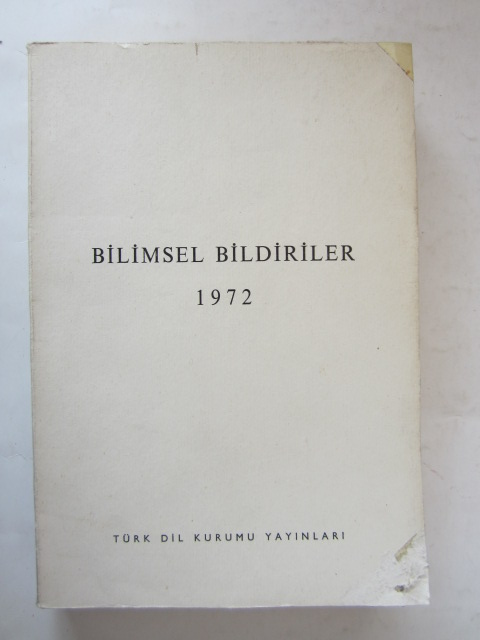 BİLİMSEL BİLDİRİLER
1972
TÜRK DİL KURUMU YAYINLARI